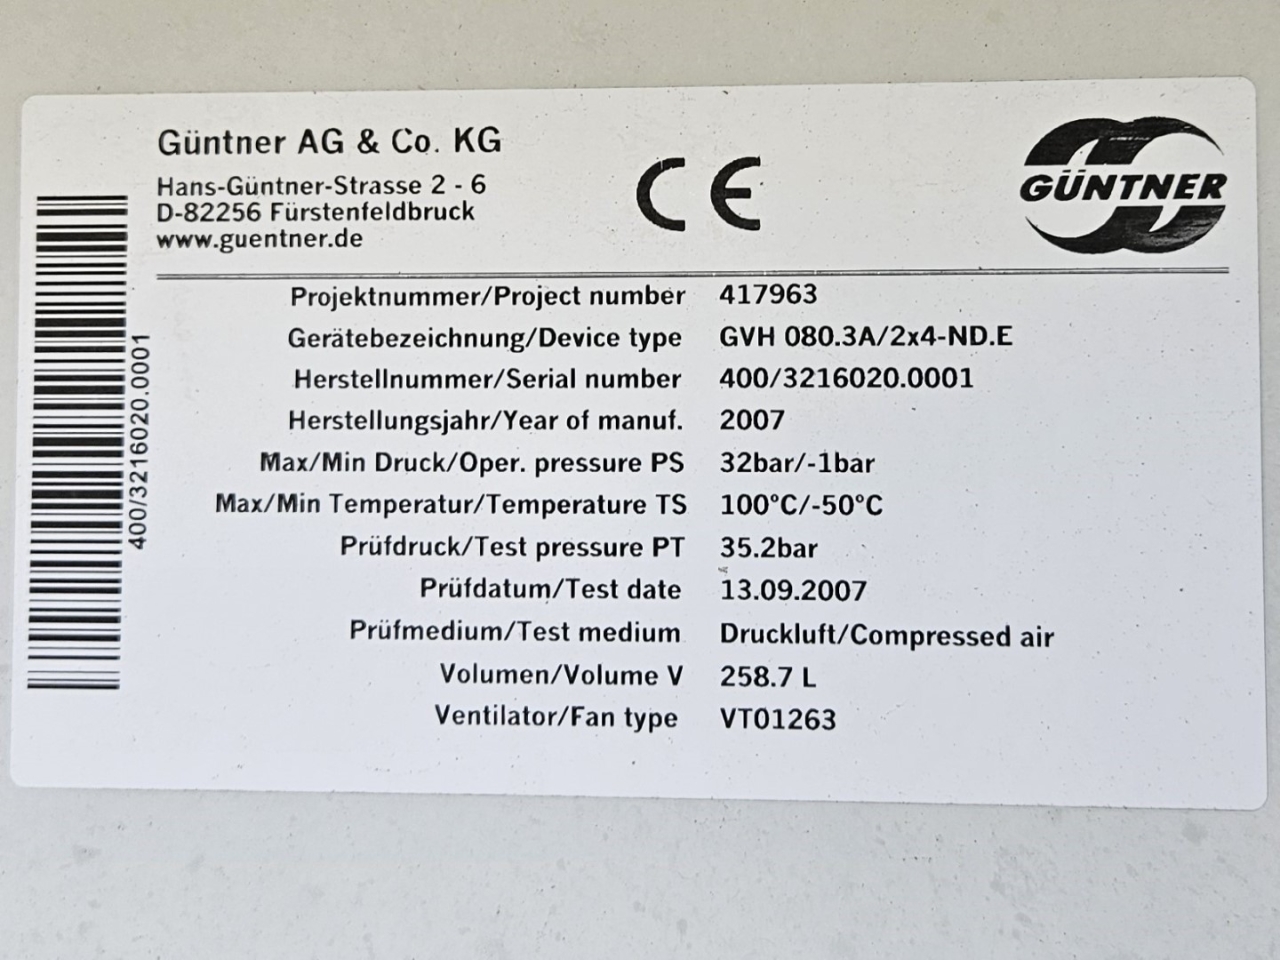 Güntner AG & Co. KG
Hans-Güntner-Strasse 2 - 6
D-82256 Fürstenfeldbruck
www.guentner.de
CE
GÜNTNER
400/3216020.0001
Projektnummer/Project number 417963
Gerätebezeichnung/Device type GVH 080.3A/2x4-ND.E
Herstellnummer/Serial number 400/3216020.0001
Herstellungsjahr/Year of manuf. 2007
Max/Min Druck/Oper. pressure PS 32bar/-1bar
Max/Min Temperatur/Temperature TS 100°C/-50°C
Prüfdruck/Test pressure PT 35.2bar
Prüfdatum/Test date 13.09.2007
Prüfmedium/Test medium Druckluft/Compressed air
Volumen/Volume V 258.7 L
Ventilator/Fan type VT01263